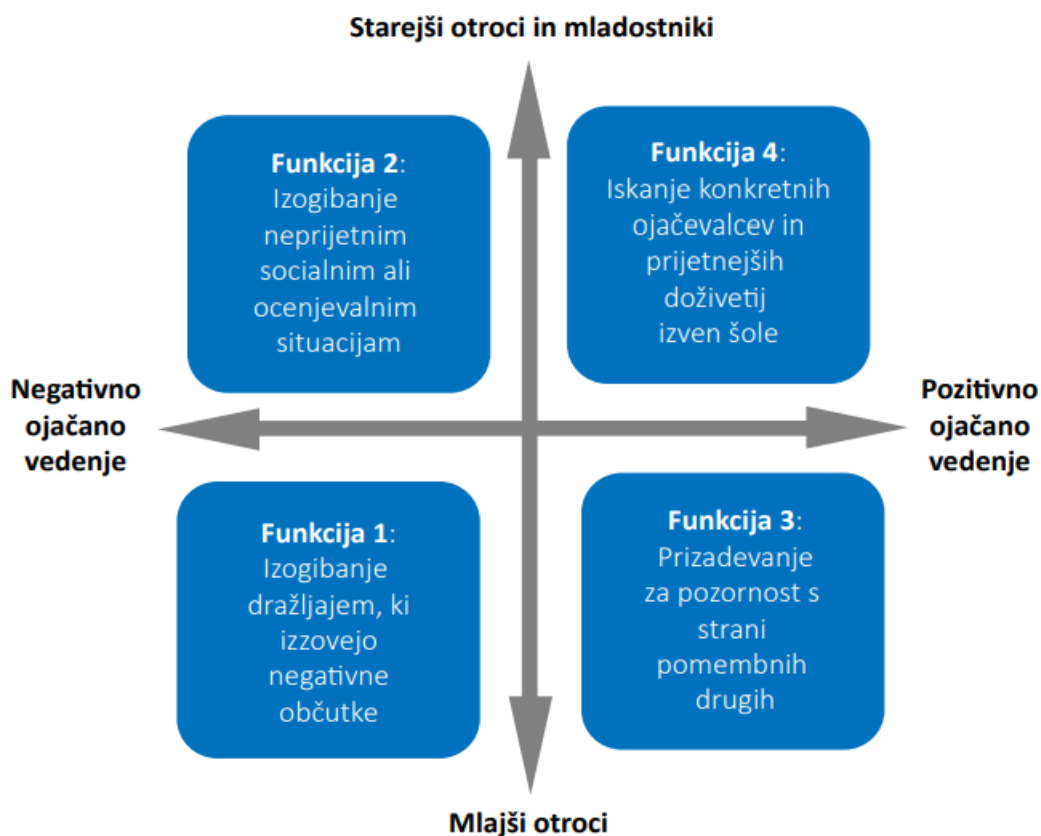 Starejši otroci in mladostniki
Funkcija 2:
Izogibanje
neprijetnim
socialnim ali
ocenjevalnim
situacijam
Funkcija 4:
Iskanje konkretnih
ojačevalcev in
prijetnejših
doživetij
izven šole
Negativno
ojačano
vedenje
Pozitivno
ojačano
vedenje
Funkcija 1:
Izogibanje
dražljajem, ki
izzovejo
negativne
občutke
Funkcija 3:
Prizadevanje
za pozornost s
strani
pomembnih
drugih
Mlajši otroci